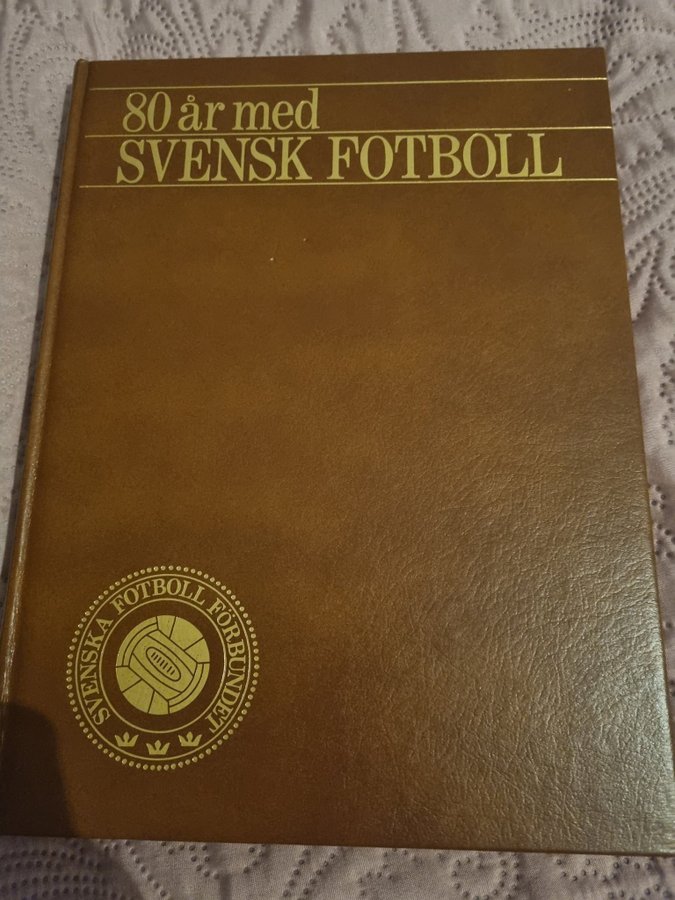 80 år med
SVENSK FOTBOLL
SVENSKA FOTBOLL FÖRBUNDET